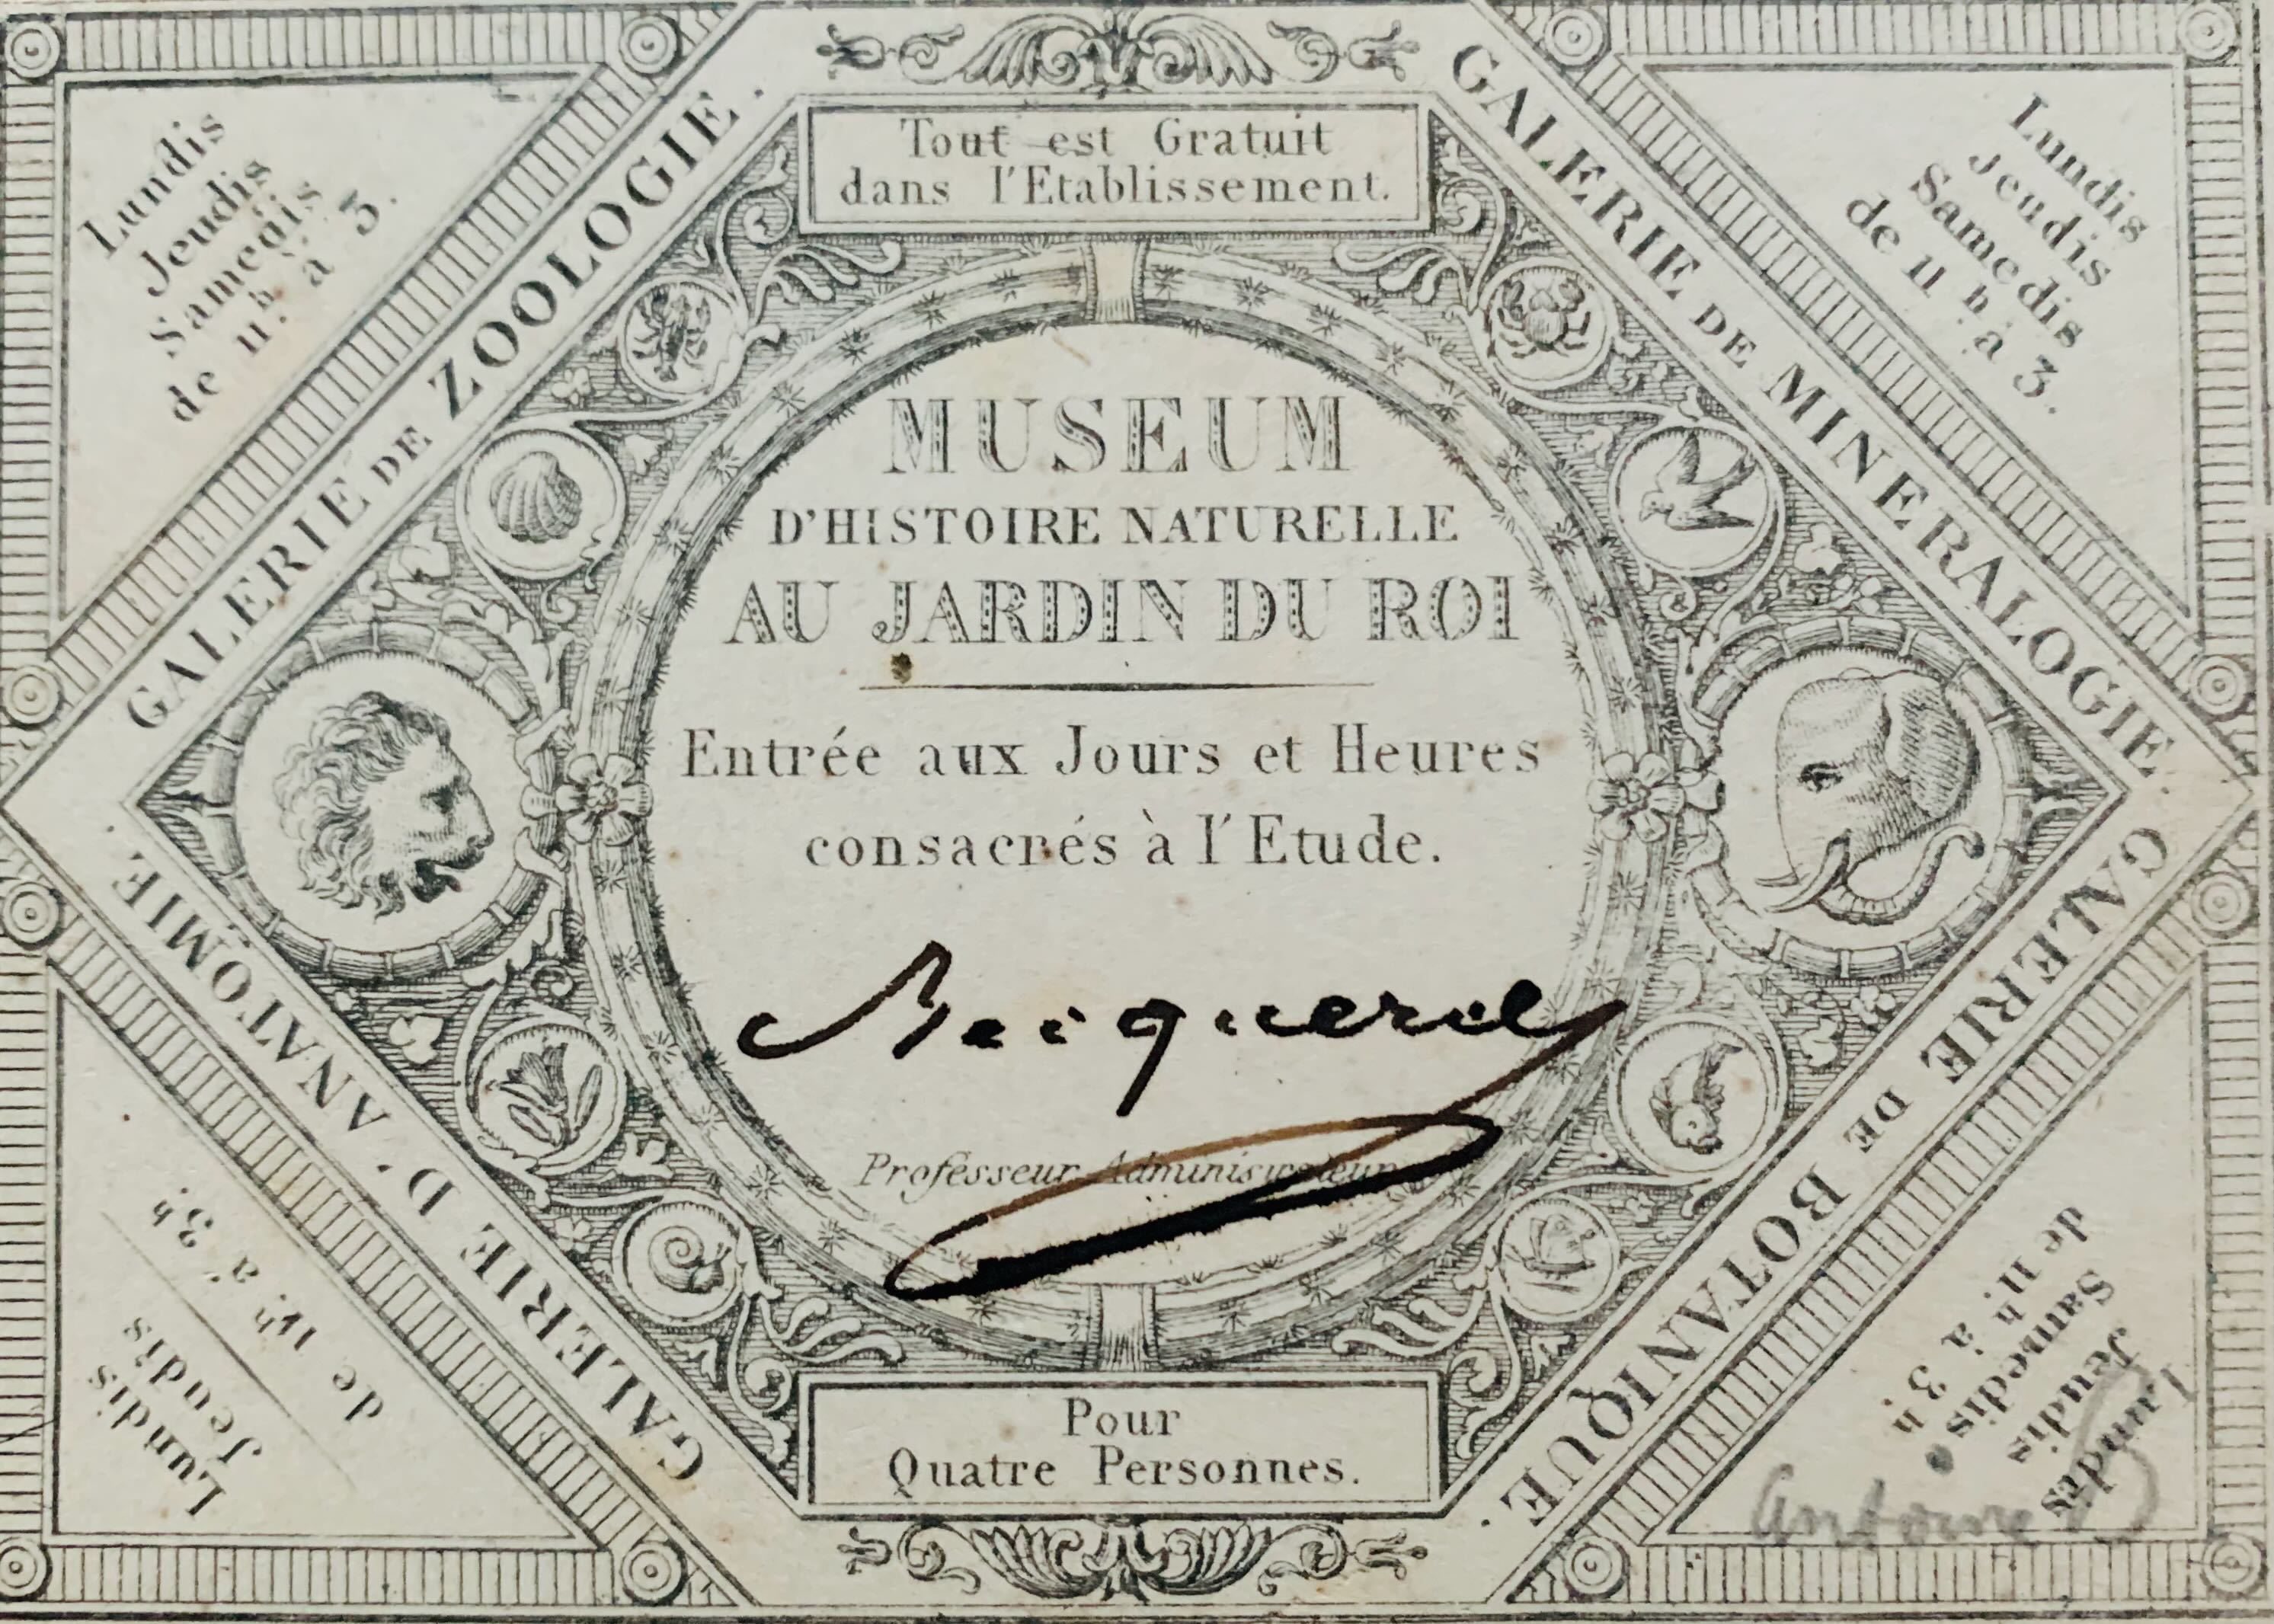 Tout est Gratuit
dans l'Etablissement.
Lundis
Jeudis
Samedis
de 11.h à 3.
GALERIE DE ZOOLOGIE.
GALERIE DE MINERALOGIE
Lundis
Jeudis
Samedis
de 11 h. à 3.
MUSEUM
D'HISTOIRE NATURELLE
AU JARDIN DU ROI
Entrée aux Jours et Heures
consacrés à l'Etude.
Becquerel
Professeur Administrateur
GALERIE D'ANATOMIE
Lundis
Jeudis
de 11h. à 3h.
GALERIE DE BOTANIQUE.
Lundis
Jeudis
Samedis
de 11.h à 3.h
Pour
Quatre Personnes.
Antoine C